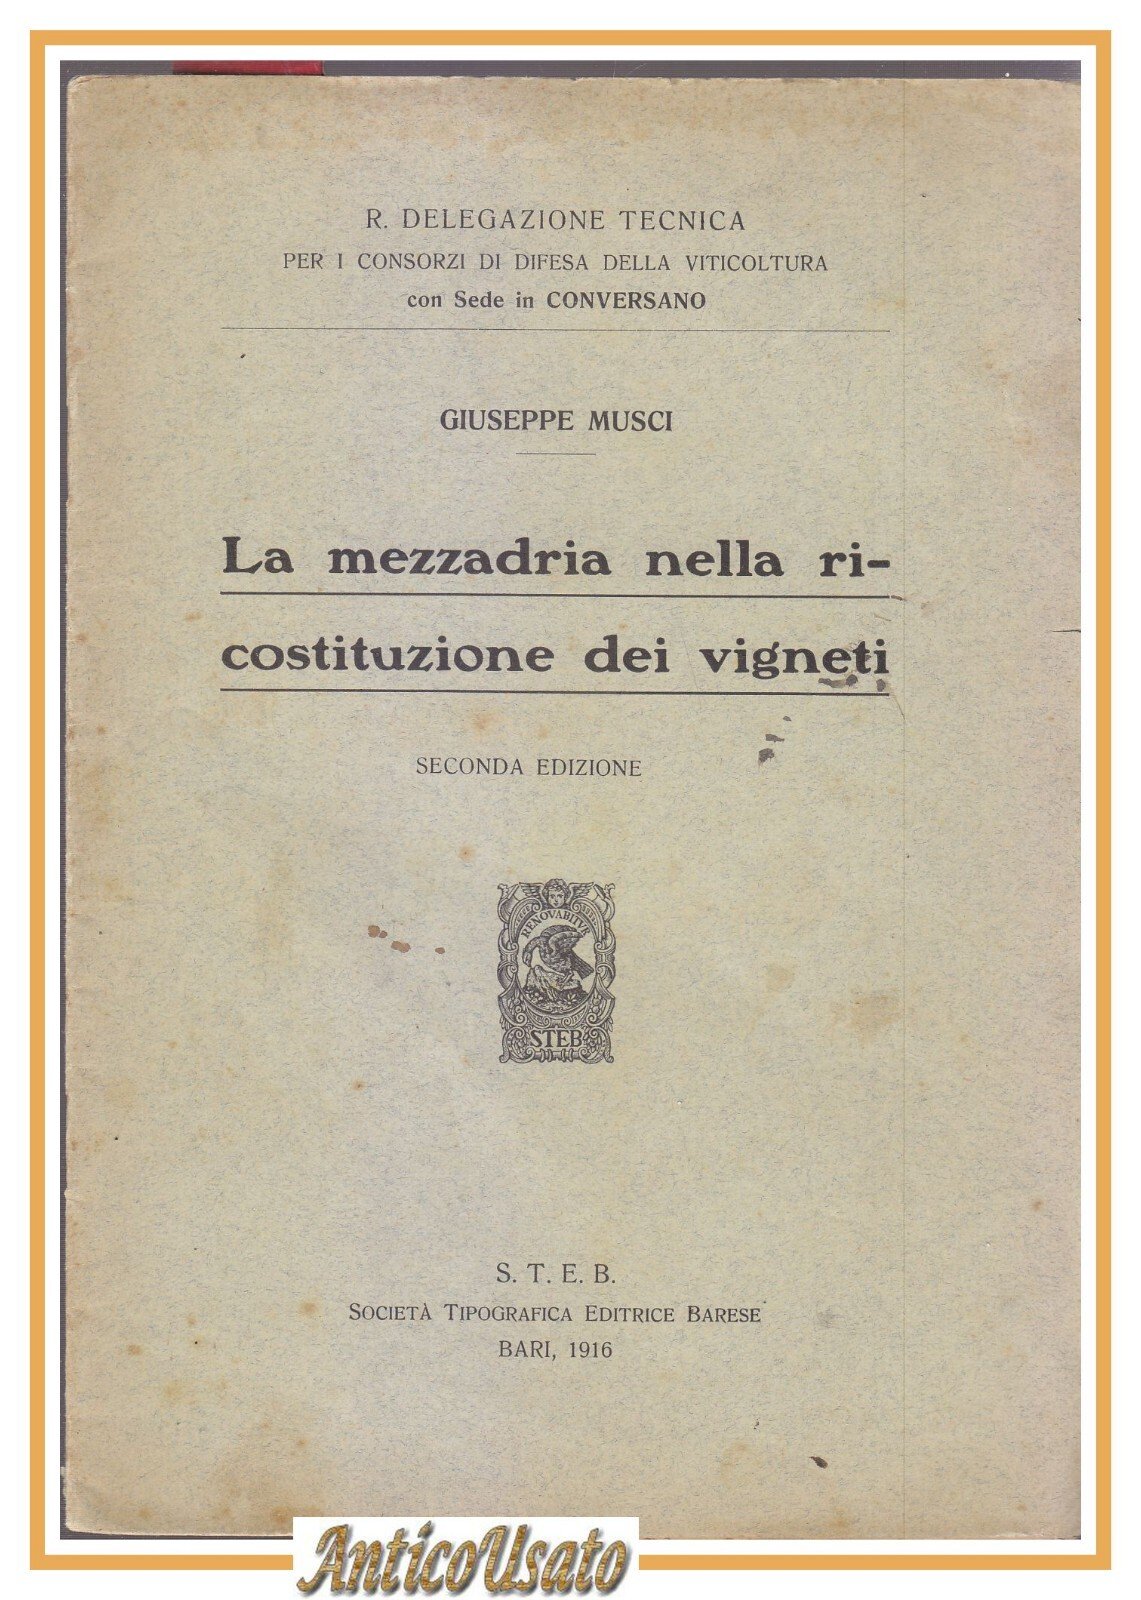 R. DELEGAZIONE TECNICA
PER I CONSORZI DI DIFESA DELLA VITICOLTURA
con Sede in CONVERSANO
GIUSEPPE MUSCI
La mezzadria nella ri-
costituzione dei vigneti
SECONDA EDIZIONE
RENOVABITUR
STEB
S. T. E. B.
SOCIETÀ TIPOGRAFICA EDITRICE BARESE
BARI, 1916
AnticoUsato